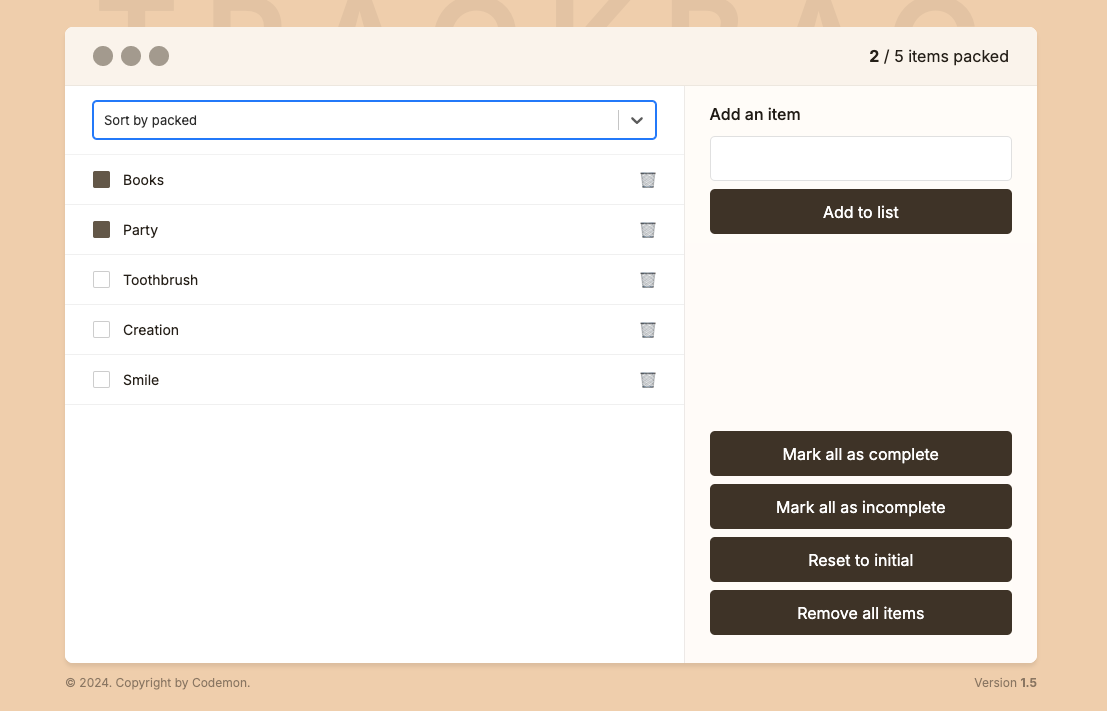 TRACKBAG
2 / 5 items packed
Sort by packed
Books
Party
Toothbrush
Creation
Smile
Add an item
Add to list
Mark all as complete
Mark all as incomplete
Reset to initial
Remove all items
© 2024. Copyright by Codemon.
Version 1.5